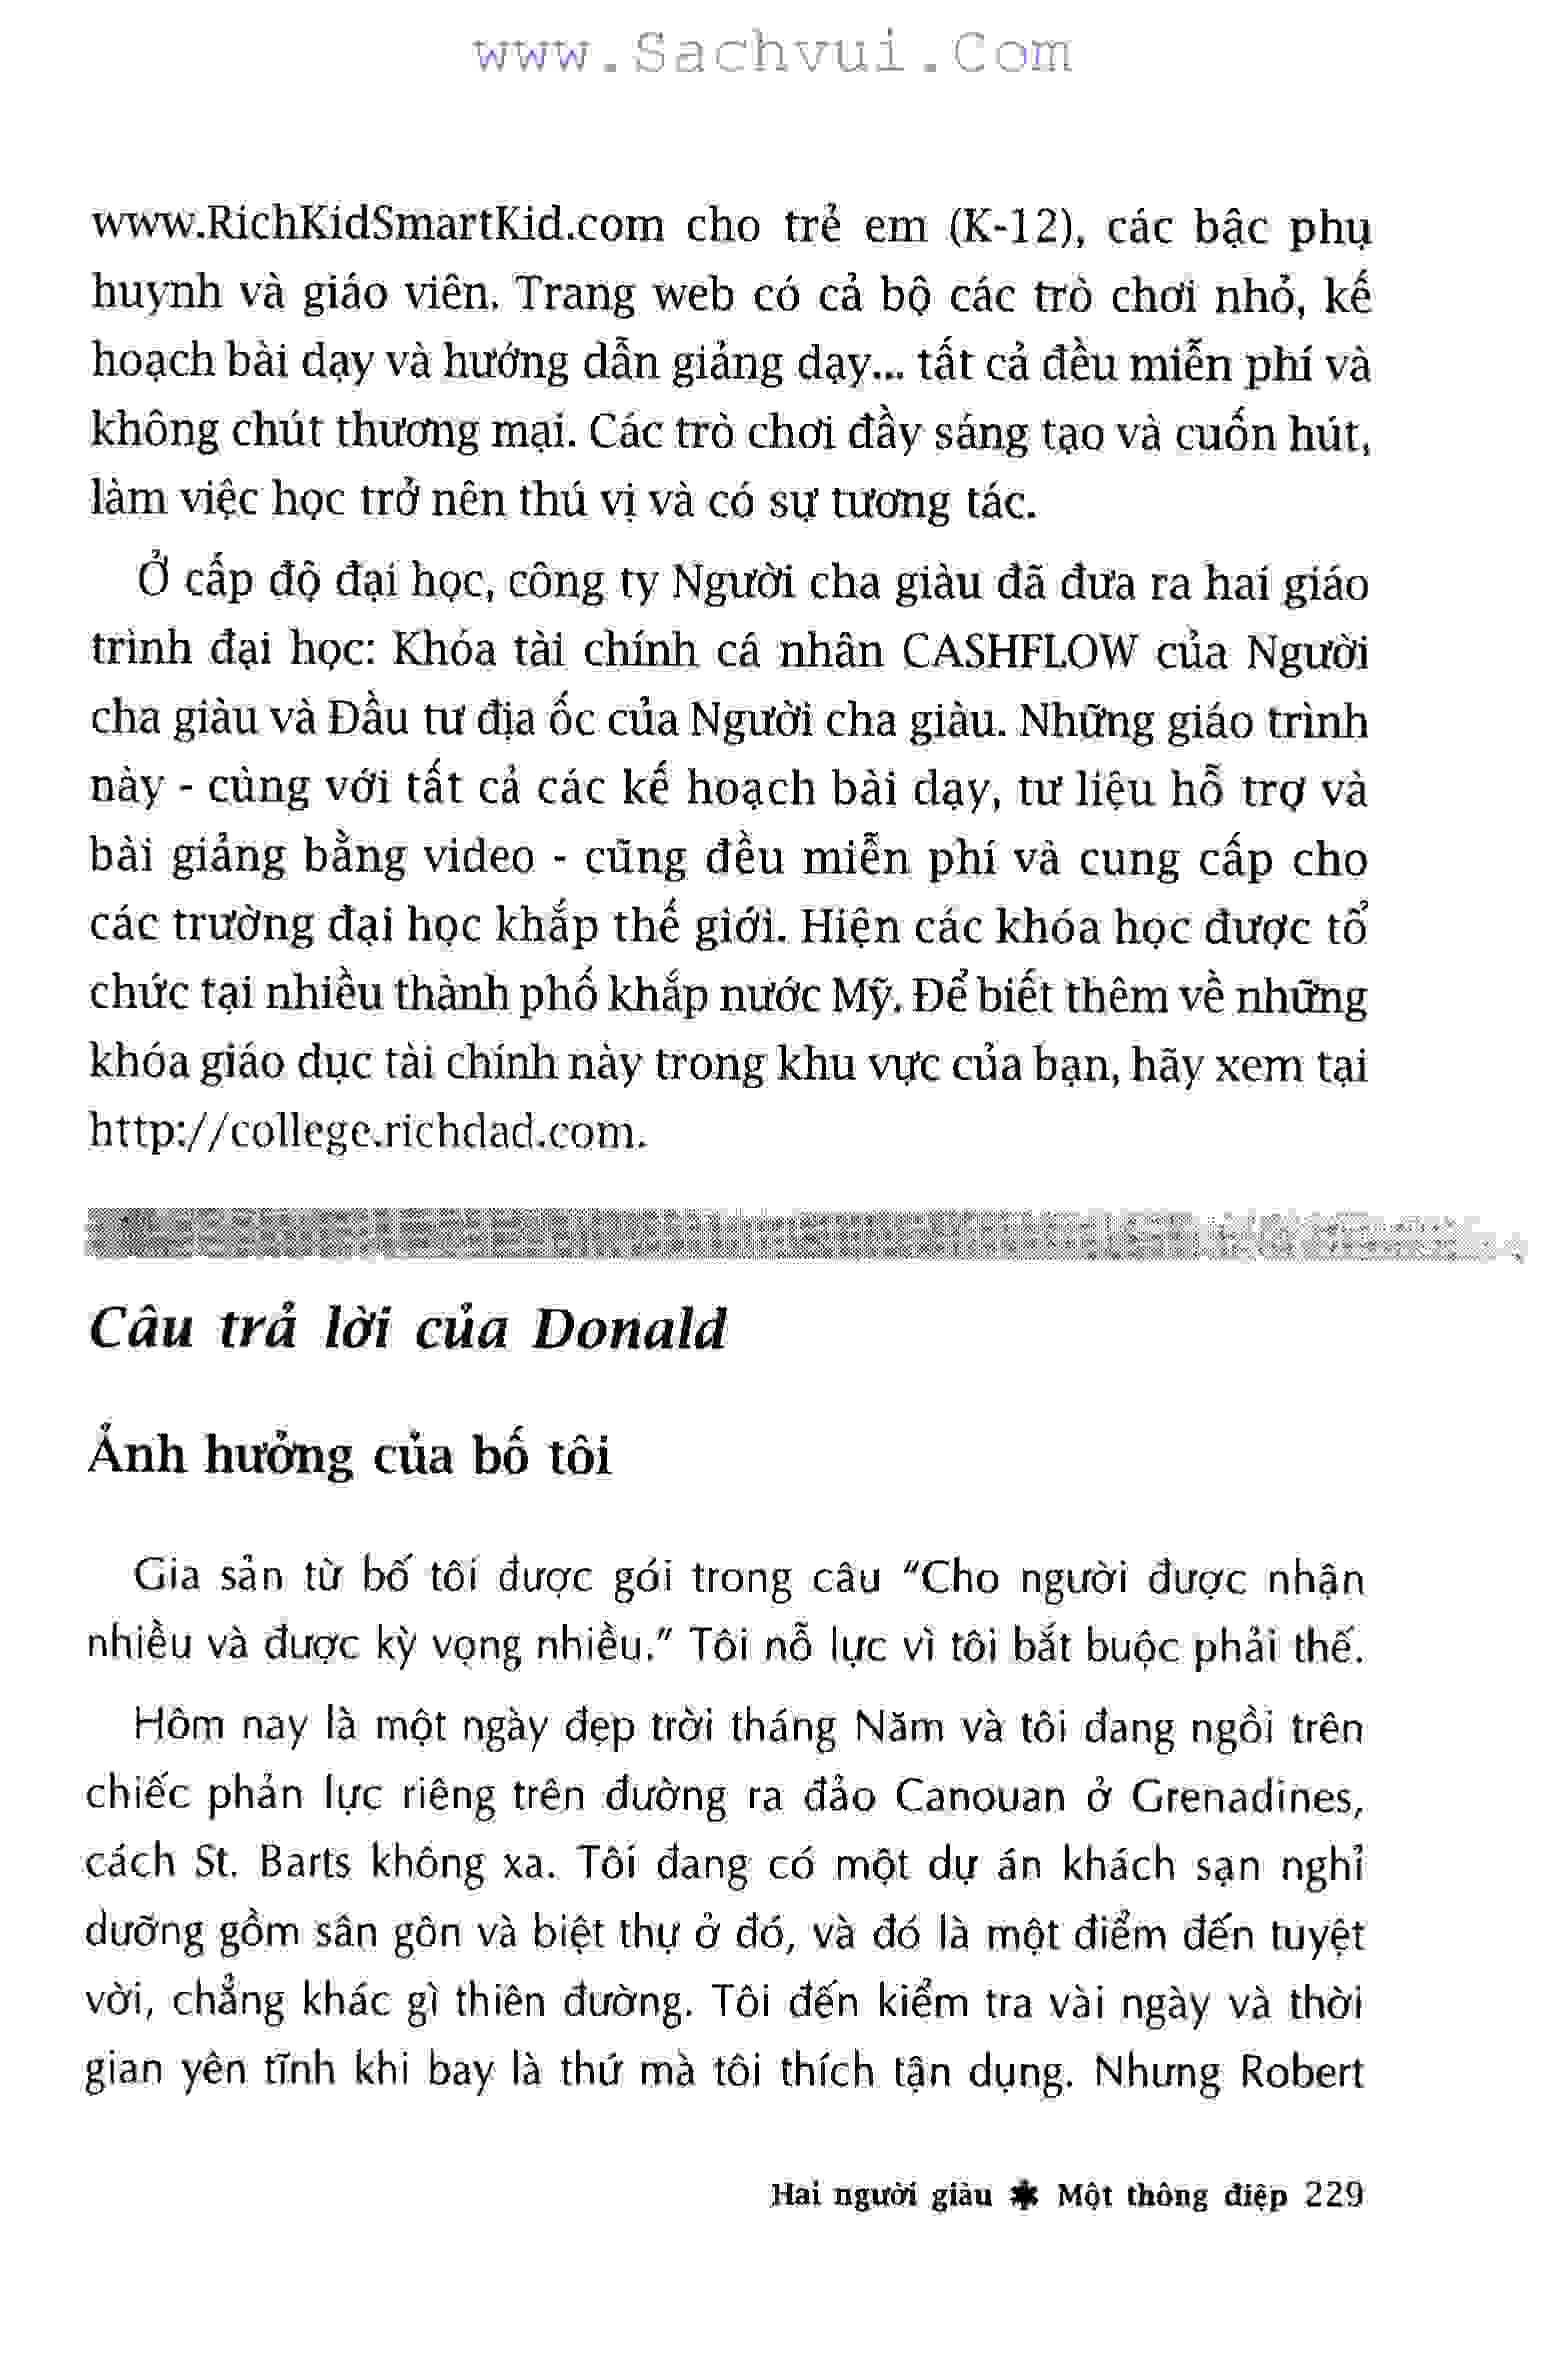 www.Sachvui.Com
www.RichKidSmartKid.com cho trẻ em (K-12), các bậc phụ
huynh và giáo viên. Trang web có cả bộ các trò chơi nhỏ, kế
hoạch bài dạy và hướng dẫn giảng dạy... tất cả đều miễn phí và
không chút thương mại. Các trò chơi đầy sáng tạo và cuốn hút,
làm việc học trở nên thú vị và có sự tương tác.
Ở cấp độ đại học, công ty Người cha giàu đã đưa ra hai giáo
trình đại học: Khóa tài chính cá nhân CASHFLOW của Người
cha giàu và Đầu tư địa ốc của Người cha giàu. Những giáo trình
này - cùng với tất cả các kế hoạch bài dạy, tư liệu hỗ trợ và
bài giảng bằng video - cũng đều miễn phí và cung cấp cho
các trường đại học khắp thế giới. Hiện các khóa học được tổ
chức tại nhiều thành phố khắp nước Mỹ. Để biết thêm về những
khóa giáo dục tài chính này trong khu vực của bạn, hãy xem tại
http://college.richdad.com.
Câu trả lời của Donald
Ảnh hưởng của bố tôi
Gia sản từ bố tôi được gói trong câu "Cho người được nhận
nhiều và được kỳ vọng nhiều." Tôi nỗ lực vì tôi bắt buộc phải thế.
Hôm nay là một ngày đẹp trời tháng Năm và tôi đang ngồi trên
chiếc phản lực riêng trên đường ra đảo Canouan ở Grenadines,
cách St. Barts không xa. Tôi đang có một dự án khách sạn nghỉ
dưỡng gồm sân gôn và biệt thự ở đó, và đó là một điểm đến tuyệt
vời, chẳng khác gì thiên đường. Tôi đến kiểm tra vài ngày và thời
gian yên tĩnh khi bay là thứ mà tôi thích tận dụng. Nhưng Robert
Hai người giàu ✱ Một thông điệp 229